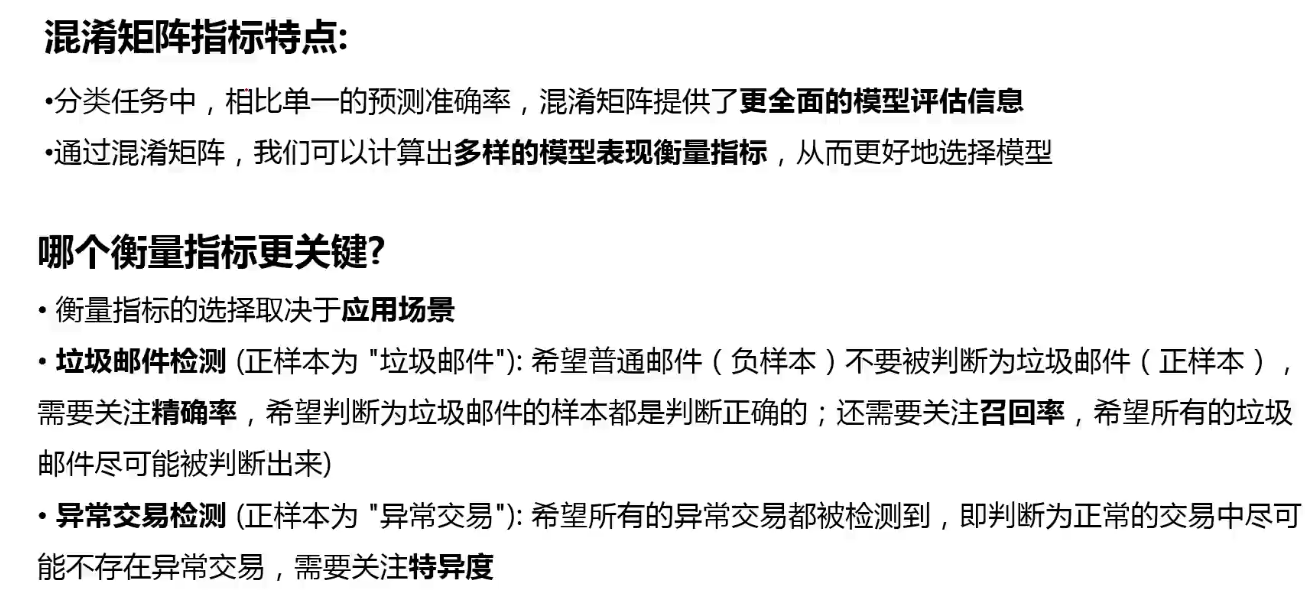 混淆矩阵指标特点:
•分类任务中，相比单一的预测准确率，混淆矩阵提供了更全面的模型评估信息
•通过混淆矩阵，我们可以计算出多样的模型表现衡量指标，从而更好地选择模型
哪个衡量指标更关键?
• 衡量指标的选择取决于应用场景
• 垃圾邮件检测 (正样本为 "垃圾邮件"): 希望普通邮件（负样本）不要被判断为垃圾邮件（正样本），
需要关注精确率，希望判断为垃圾邮件的样本都是判断正确的；还需要关注召回率，希望所有的垃圾
邮件尽可能被判断出来)
• 异常交易检测 (正样本为 "异常交易"): 希望所有的异常交易都被检测到，即判断为正常的交易中尽可
能不存在异常交易，需要关注特异度